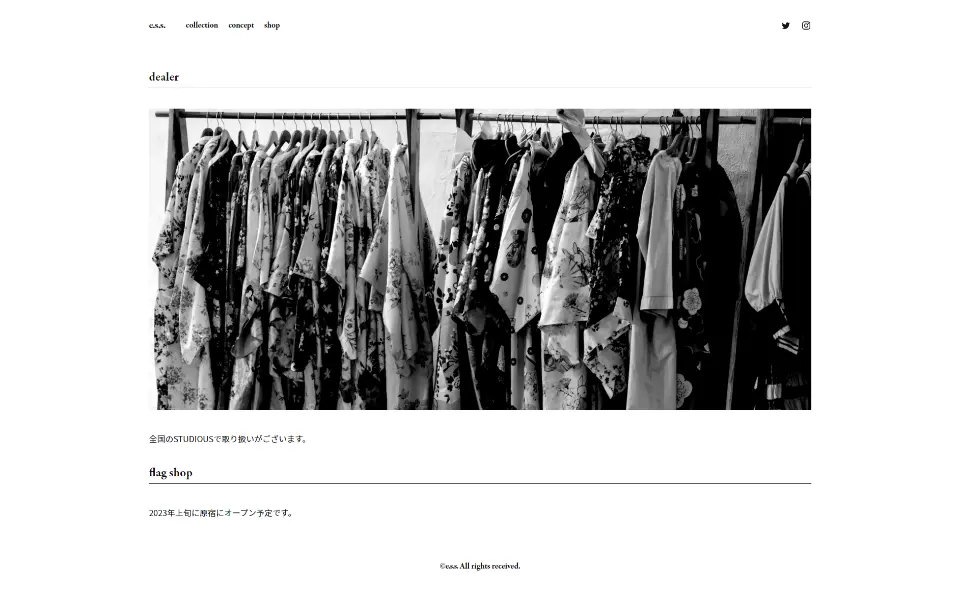 e.s.s. collection concept shop
dealer
全国のSTUDIOUSで取り扱いがございます。
flag shop
2023年上旬に原宿にオープン予定です。
©e.s.s. All rights received.